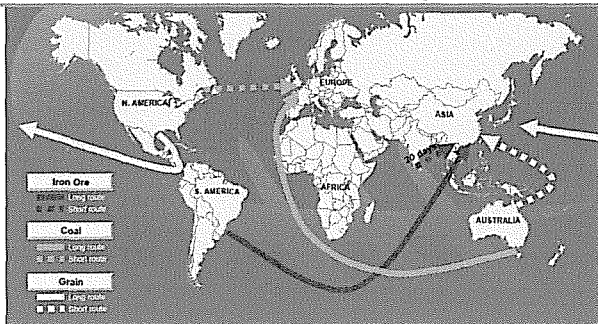 EUROPE
N. AMERICA
ASIA
20 days
S. AMERICA
AFRICA
AUSTRALIA
Iron Ore
Long route
Short route
Coal
Long route
Short route
Grain
Long route
Short route